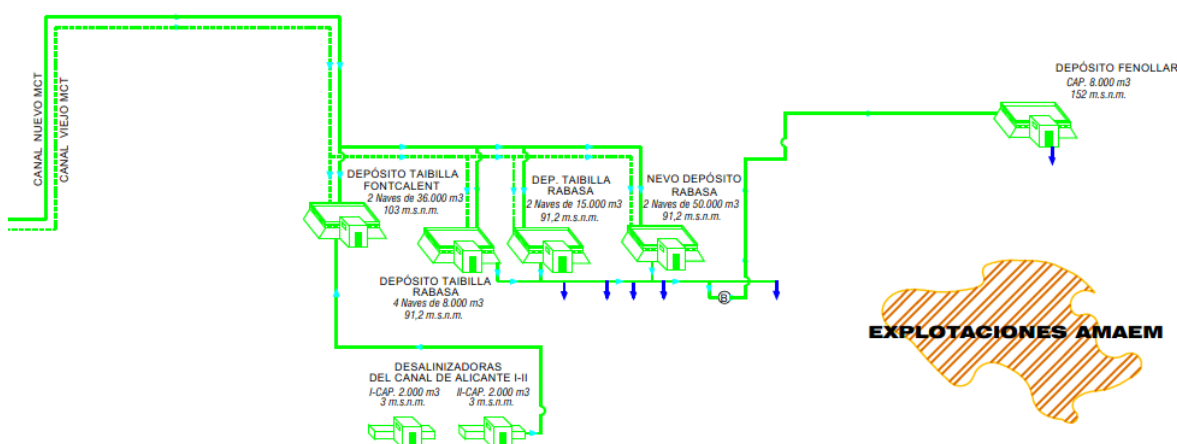 CANAL NUEVO MCT
CANAL VIEJO MCT
DEPÓSITO FENOLLAR
CAP. 8.000 m3
152 m.s.n.m.
DEPÓSITO TAIBILLA
FONTCALENT
2 Naves de 36.000 m3
103 m.s.n.m.
DEP. TAIBILLA
RABASA
2 Naves de 15.000 m3
91,2 m.s.n.m.
NEVO DEPÓSITO
RABASA
2 Naves de 50.000 m3
91,2 m.s.n.m.
DEPÓSITO TAIBILLA
RABASA
4 Naves de 8.000 m3
91,2 m.s.n.m.
B
EXPLOTACIONES AMAEM
DESALINIZADORAS
DEL CANAL DE ALICANTE I-II
I-CAP. 2.000 m3
3 m.s.n.m.
II-CAP. 2.000 m3
3 m.s.n.m.